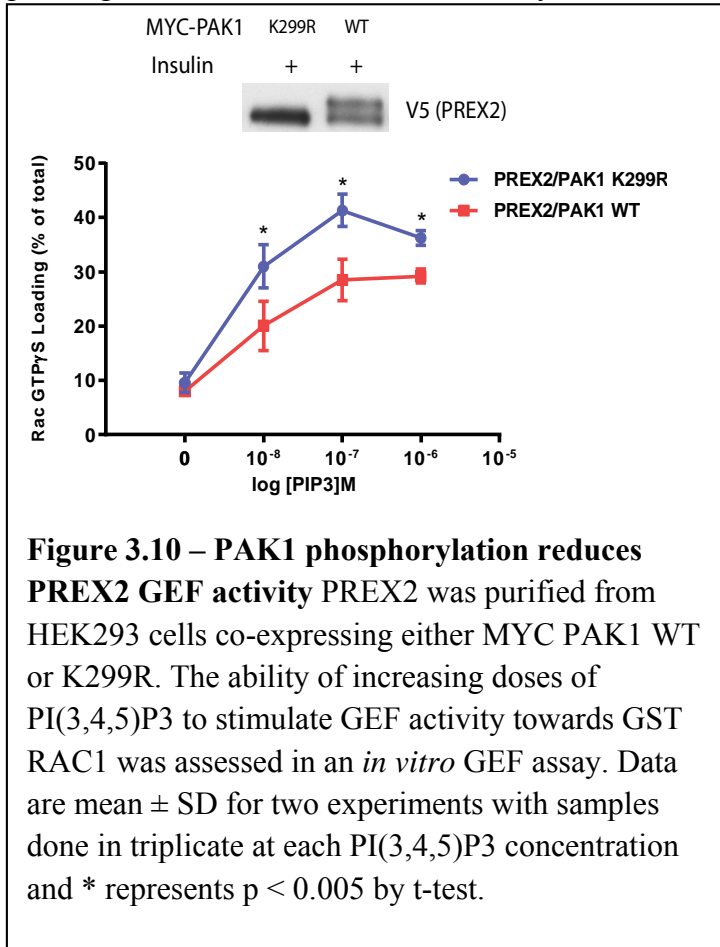 MYC-PAK1 K299R WT
Insulin + +
V5 (PREX2)
50
40
30
20
10
0
Rac GTPγS Loading (% of total)
* * *
PREX2/PAK1 K299R
PREX2/PAK1 WT
0 10-8 10-7 10-6 10-5
log [PIP3]M
Figure 3.10 – PAK1 phosphorylation reduces
PREX2 GEF activity PREX2 was purified from
HEK293 cells co-expressing either MYC PAK1 WT
or K299R. The ability of increasing doses of
PI(3,4,5)P3 to stimulate GEF activity towards GST
RAC1 was assessed in an in vitro GEF assay. Data
are mean ± SD for two experiments with samples
done in triplicate at each PI(3,4,5)P3 concentration
and * represents p < 0.005 by t-test.